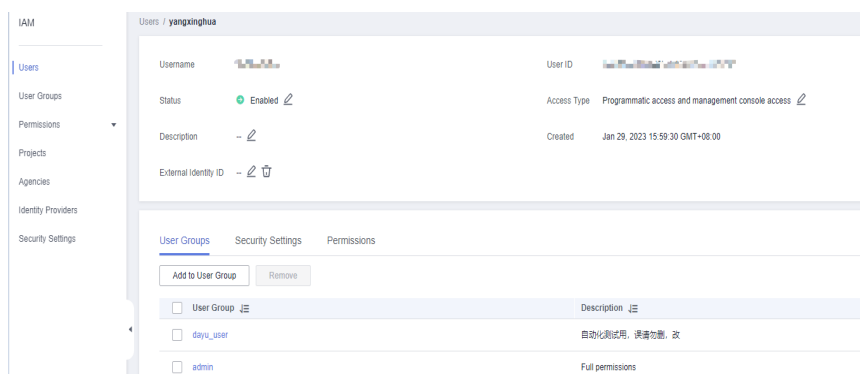 IAM
Users / yangxinghua
Users
User Groups
Permissions
Projects
Agencies
Identity Providers
Security Settings
Username
User ID
Status Enabled
Access Type Programmatic access and management console access
Description --
Created Jan 29, 2023 15:59:30 GMT+08:00
External Identity ID --
User Groups Security Settings Permissions
Add to User Group Remove
User Group Description
dayu_user 自动化测试用，误请勿删，改
admin Full permissions